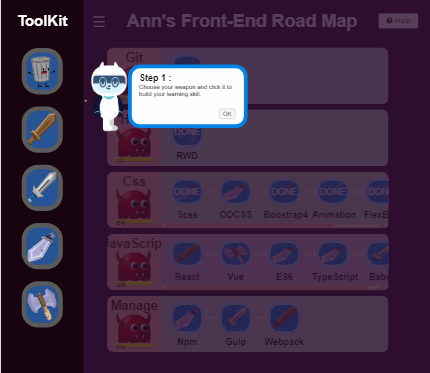 ToolKit
Ann's Front-End Road Map
Help
Git
Step 1 :
Choose your weapon and click it to
build your learning skill.
OK
RWD
Css
DONE DONE DONE DONE DONE
Scss OOCSS Boostrap4 Animation FlexB
JavaScrip
React Vue ES6 TypeScript Babe
Manage
Npm Gulp Webpack